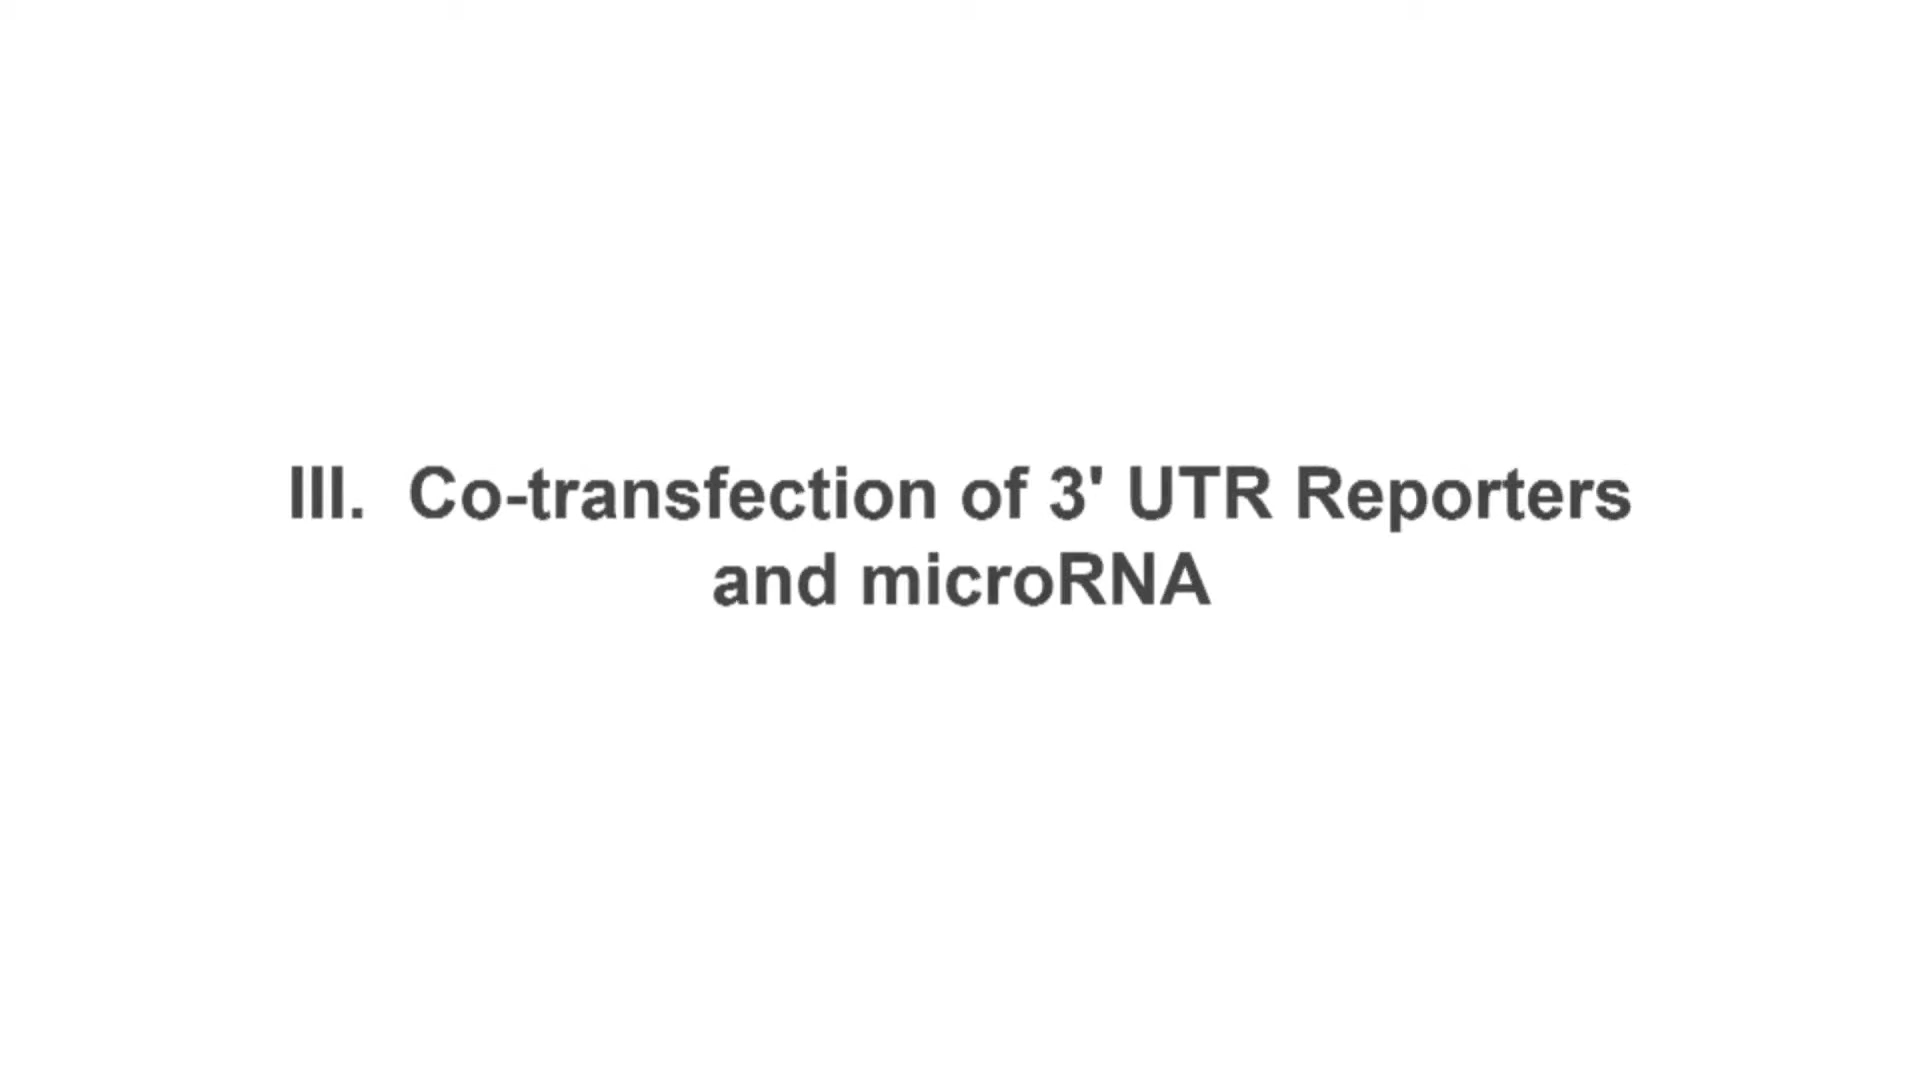 III.  Co-transfection of 3' UTR Reporters
and microRNA